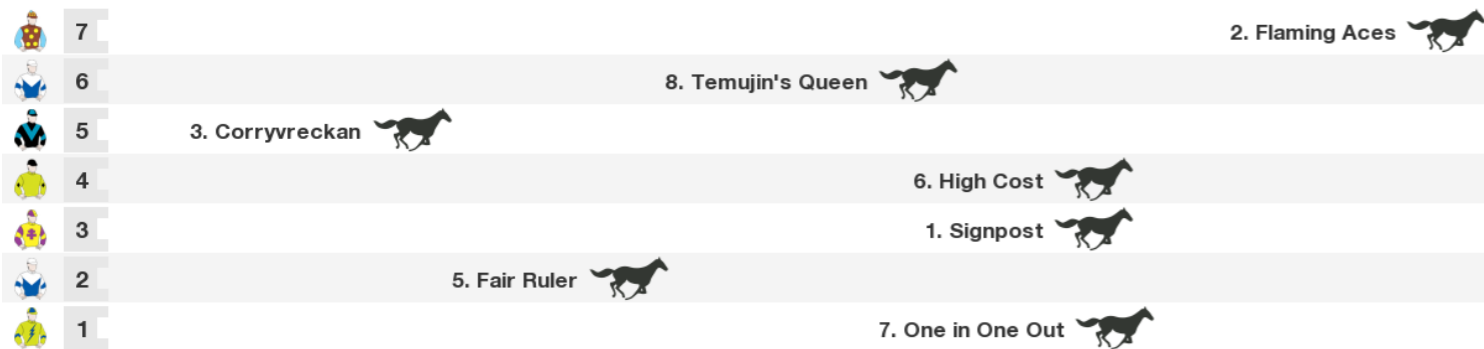 7 2. Flaming Aces
6 8. Temujin's Queen
5 3. Corryvreckan
4 6. High Cost
3 1. Signpost
2 5. Fair Ruler
1 7. One in One Out